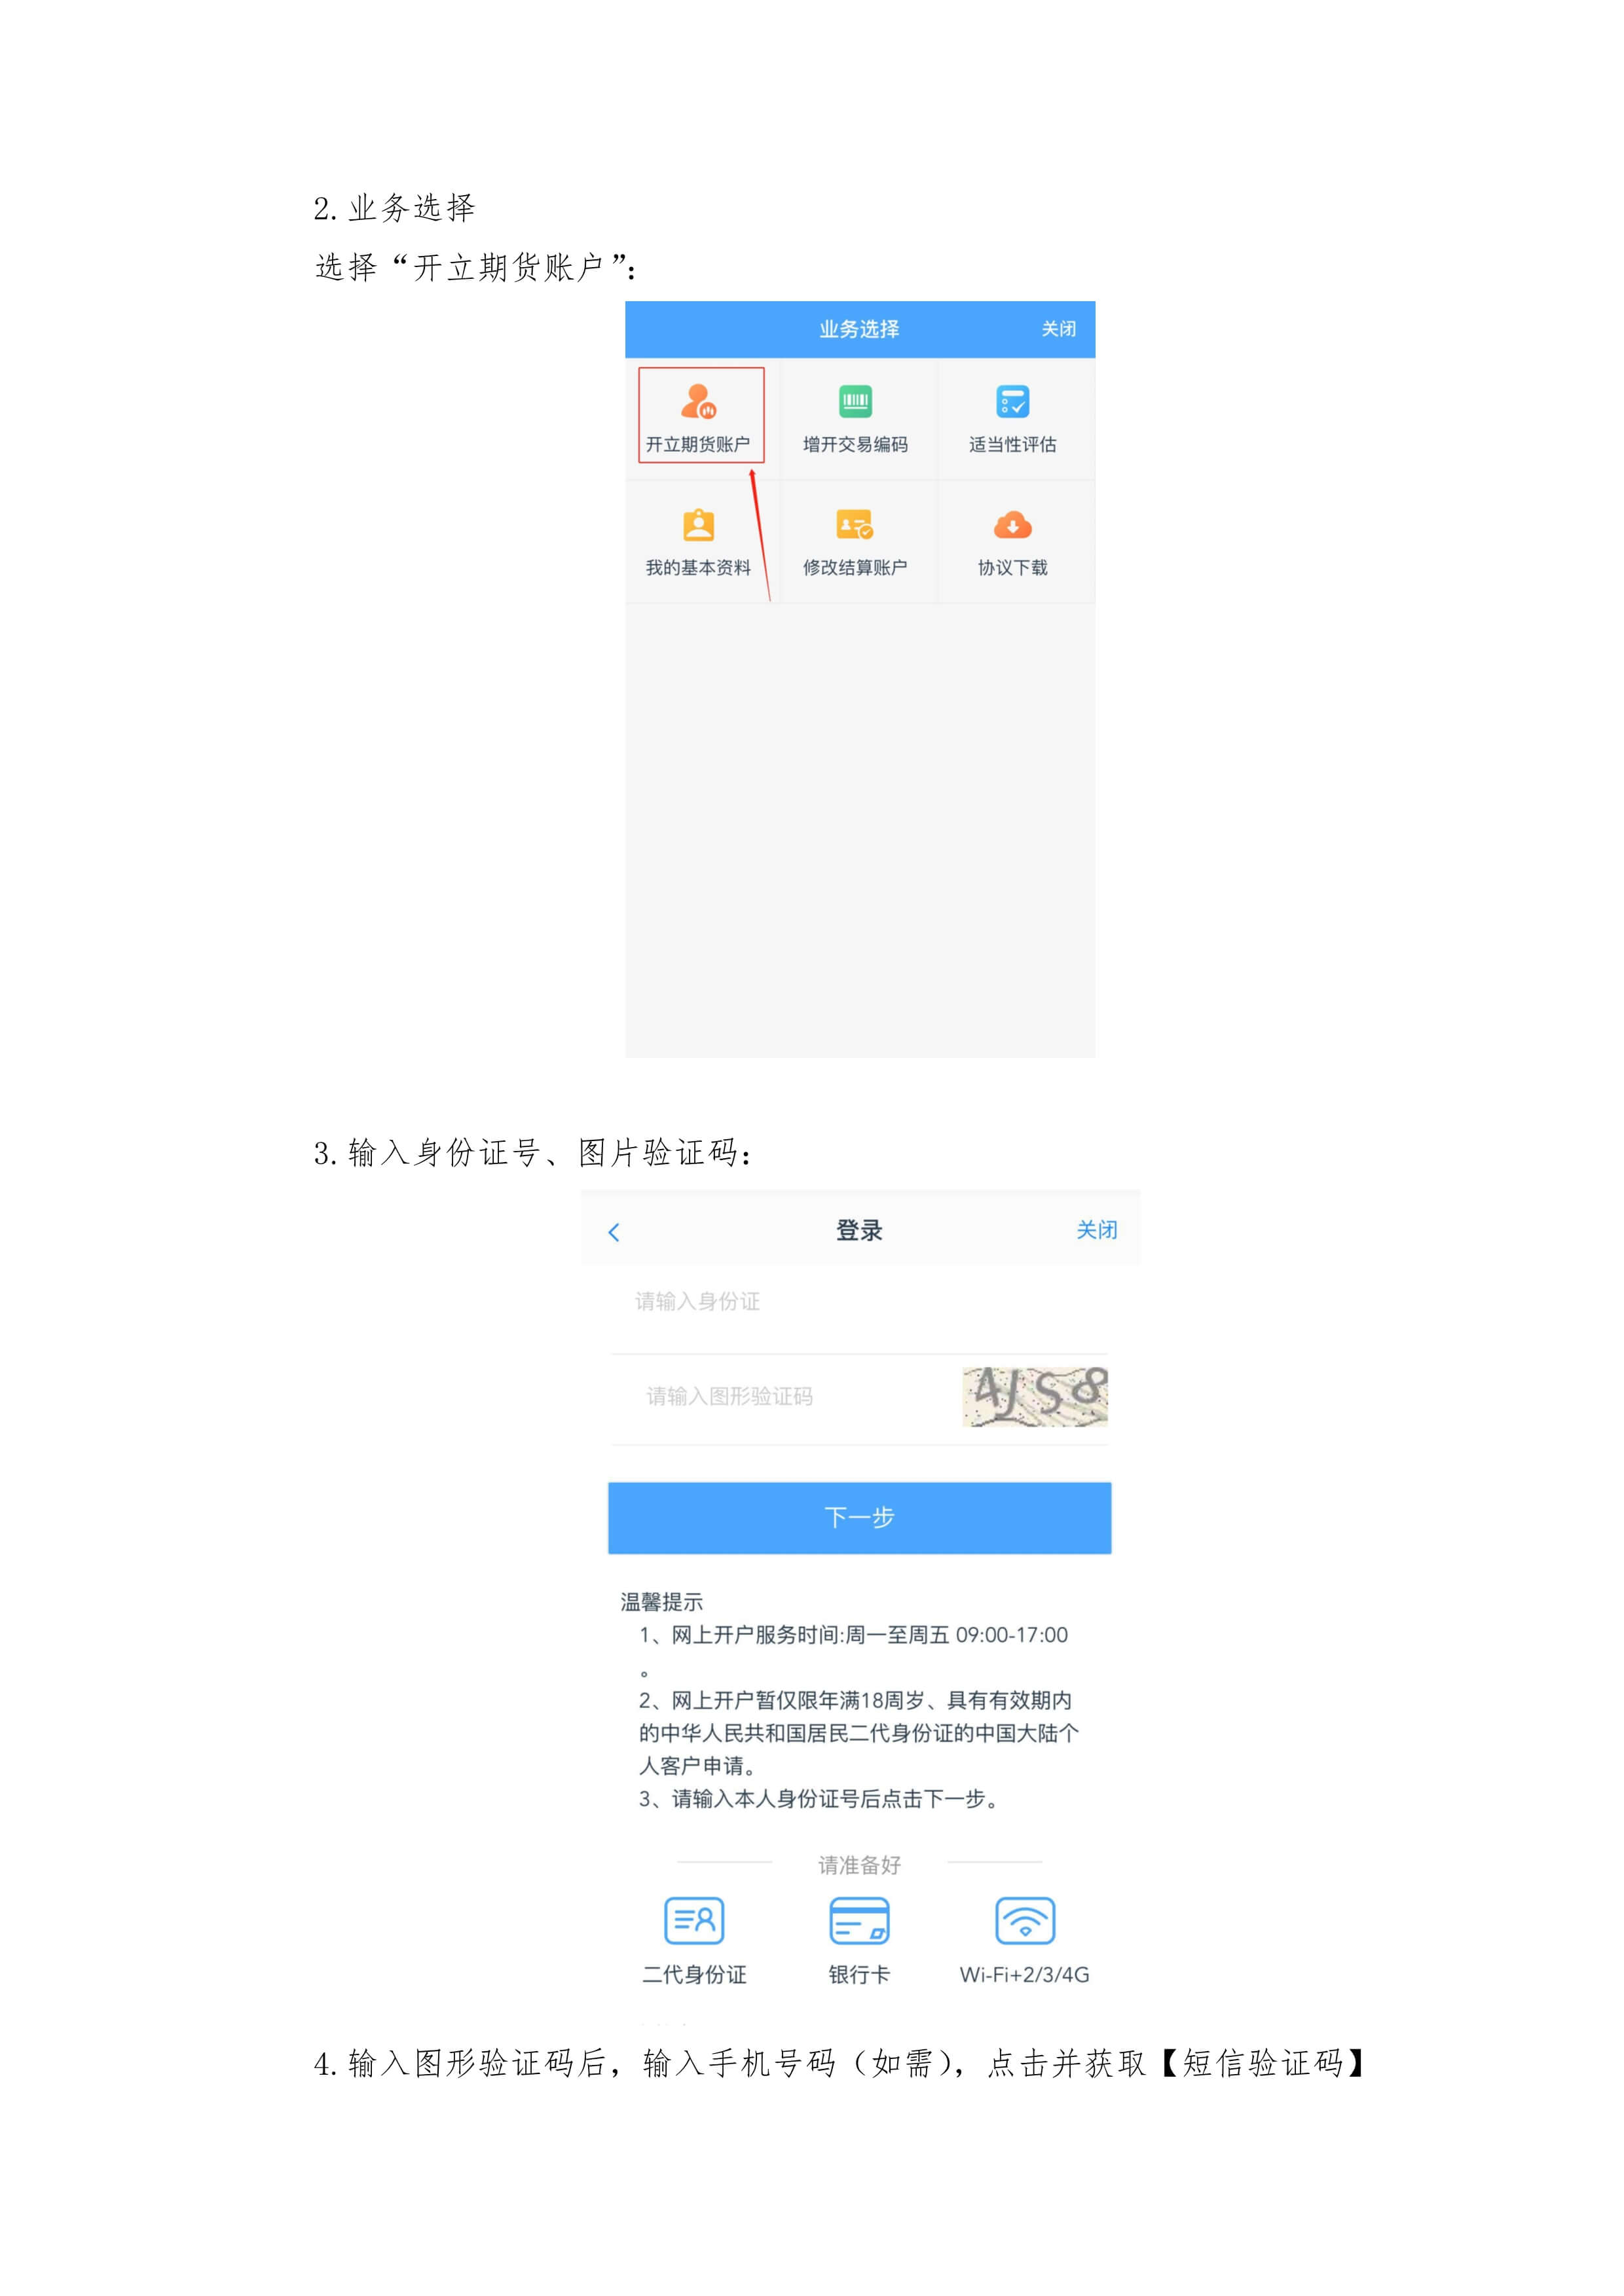 2.业务选择
选择“开立期货账户”：
业务选择 关闭
开立期货账户 增开交易编码 适当性评估
我的基本资料 修改结算账户 协议下载
3.输入身份证号、图片验证码：
登录 关闭
请输入身份证
请输入图形验证码 4JS8
下一步
温馨提示
1、网上开户服务时间:周一至周五 09:00-17:00
。
2、网上开户暂仅限年满18周岁、具有有效期内
的中华人民共和国居民二代身份证的中国大陆个
人客户申请。
3、请输入本人身份证号后点击下一步。
请准备好
二代身份证 银行卡 Wi-Fi+2/3/4G
4.输入图形验证码后，输入手机号码（如需），点击并获取【短信验证码】